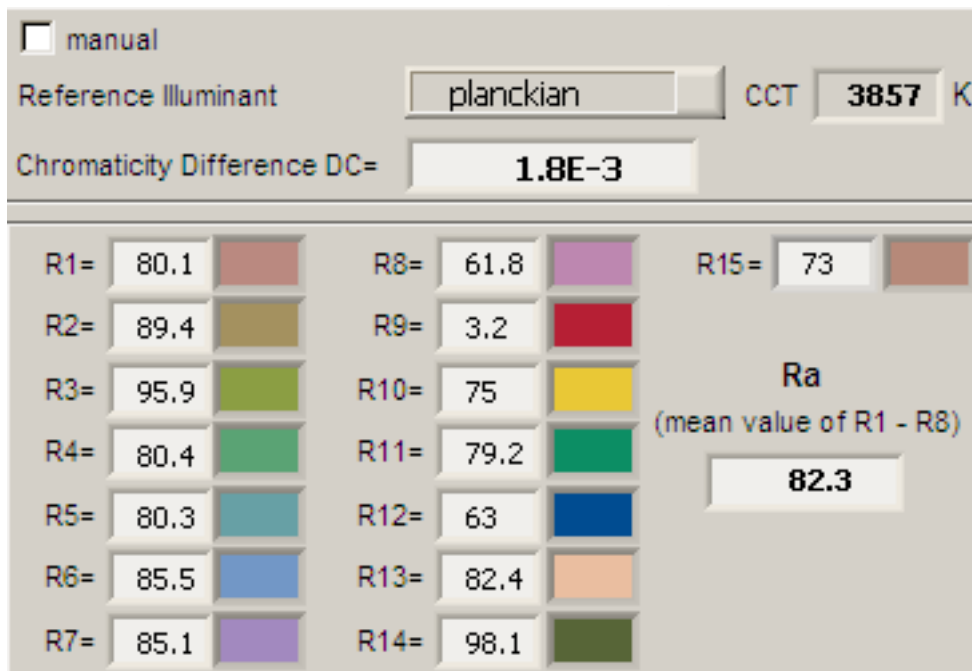 manual
Reference Illuminant planckian CCT 3857 K
Chromaticity Difference DC= 1.8E-3
R1= 80.1 R8= 61.8 R15= 73
R2= 89.4 R9= 3.2
R3= 95.9 R10= 75 Ra
(mean value of R1 - R8)
R4= 80.4 R11= 79.2
82.3
R5= 80.3 R12= 63
R6= 85.5 R13= 82.4
R7= 85.1 R14= 98.1